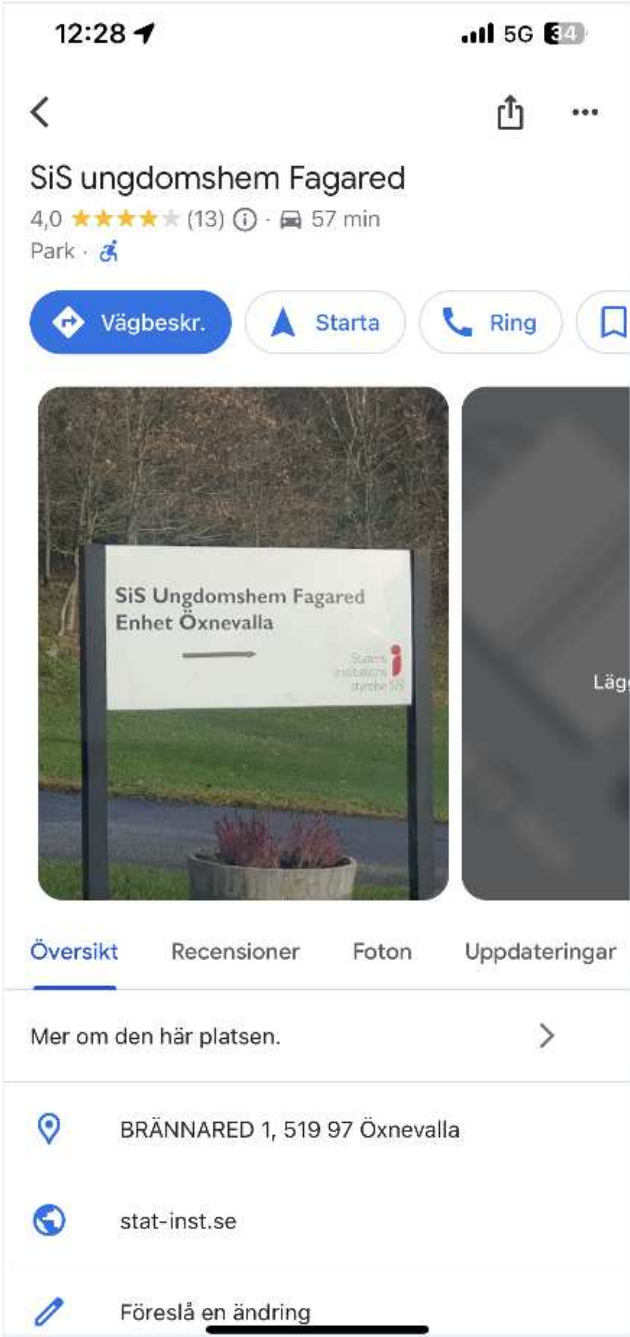 12:28
5G 34
SiS ungdomshem Fagared
4,0 (13) · 57 min
Park ·
Vägbeskr. Starta Ring
SiS Ungdomshem Fagared
Enhet Öxnevalla
Statens
institutions
styrelse SiS
Lägg
Översikt Recensioner Foton Uppdateringar
Mer om den här platsen.
BRÄNNARED 1, 519 97 Öxnevalla
stat-inst.se
Föreslå en ändring